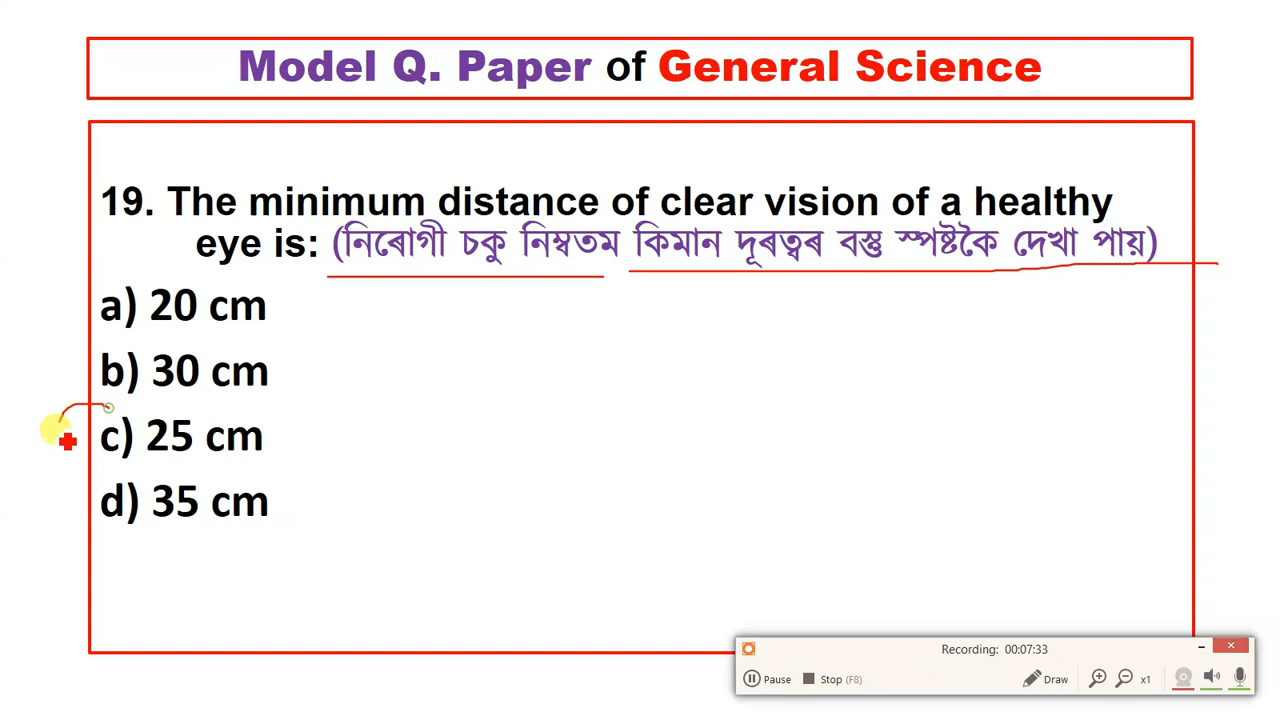 Model Q. Paper of General Science
19. The minimum distance of clear vision of a healthy
eye is: (নিৰোগী চকু নিম্বতম কিমান দূৰত্বৰ বস্তু স্পষ্টকৈ দেখা পায়)
a) 20 cm
b) 30 cm
c) 25 cm
d) 35 cm
Recording: 00:07:33
Pause Stop (F8) Draw x1